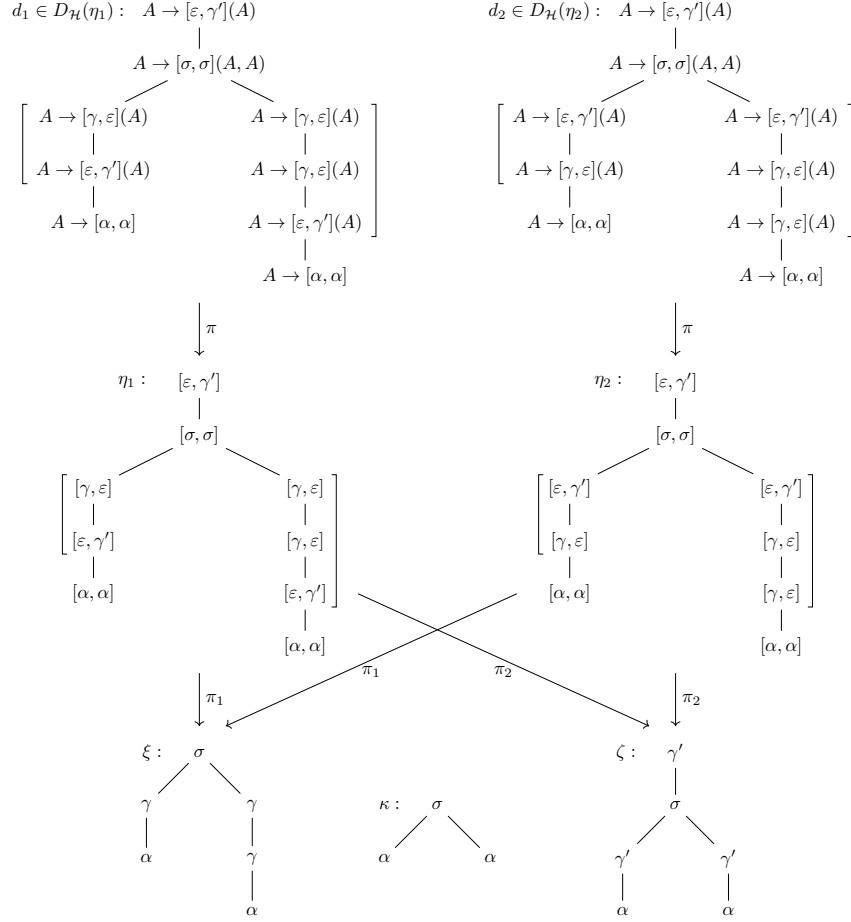 d₁ ∈ D_ℋ(η₁) : A → [ε, γ′](A) d₂ ∈ D_ℋ(η₂) : A → [ε, γ′](A)
A → [σ, σ](A, A) A → [σ, σ](A, A)
A → [γ, ε](A) A → [γ, ε](A) A → [ε, γ′](A) A → [ε, γ′](A)
A → [ε, γ′](A) A → [γ, ε](A) A → [γ, ε](A) A → [γ, ε](A)
A → [α, α] A → [ε, γ′](A) A → [α, α] A → [γ, ε](A)
A → [α, α] A → [α, α]
π π
η₁ : [ε, γ′] η₂ : [ε, γ′]
[σ, σ] [σ, σ]
[γ, ε] [γ, ε] [ε, γ′] [ε, γ′]
[ε, γ′] [γ, ε] [γ, ε] [γ, ε]
[α, α] [ε, γ′] [α, α] [γ, ε]
[α, α] [α, α]
π₁ π₂
π₁ π₂
ξ : σ ζ : γ′
γ γ κ : σ σ
α γ α α γ′ γ′
α α α